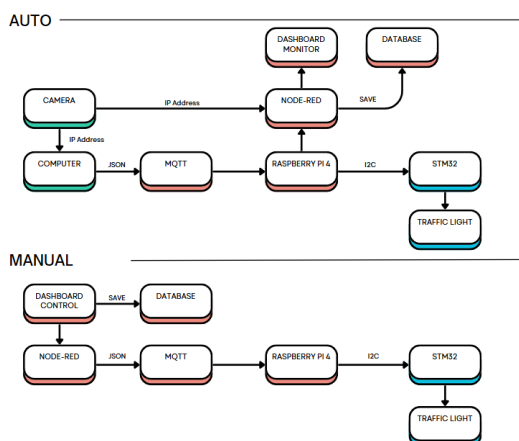 AUTO
DASHBOARD
MONITOR
DATABASE
CAMERA
IP Address
NODE-RED
SAVE
IP Address
COMPUTER
JSON
MQTT
RASPBERRY PI 4
I2C
STM32
TRAFFIC LIGHT
MANUAL
DASHBOARD
CONTROL
SAVE
DATABASE
NODE-RED
JSON
MQTT
RASPBERRY PI 4
I2C
STM32
TRAFFIC LIGHT